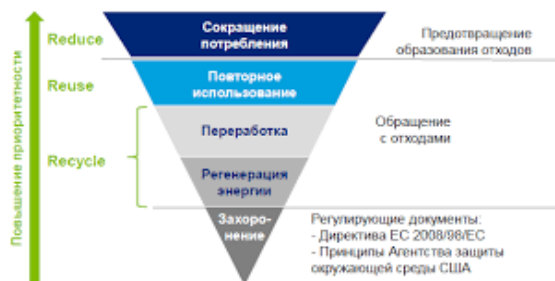 Повышение приоритетности
Reduce
Сокращение
потребления
Предотвращение
образования отходов
Reuse
Повторное
использование
Recycle
Переработка
Обращение
с отходами
Регенерация
энергии
Захоро-
нение
Регулирующие документы:
- Директива ЕС 2008/98/EC
- Принципы Агентства защиты
окружающей среды США